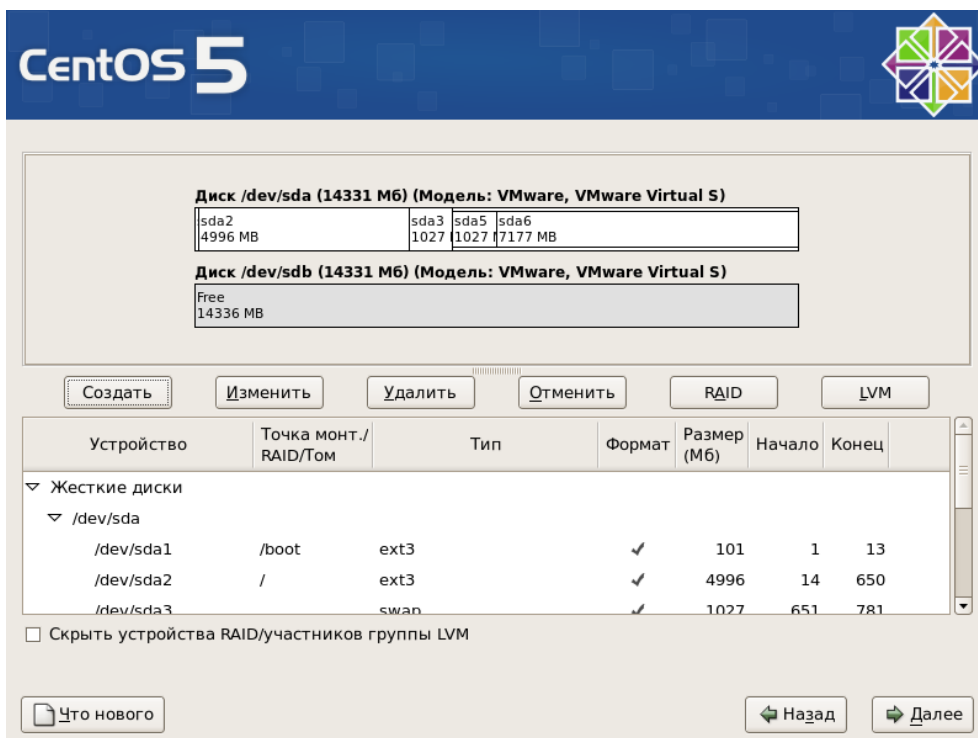 CentOS 5
Диск /dev/sda (14331 Мб) (Модель: VMware, VMware Virtual S)
sda2 sda3 sda5 sda6
4996 MB 1027 1027 7177 MB
Диск /dev/sdb (14331 Мб) (Модель: VMware, VMware Virtual S)
Free
14336 MB
Создать Изменить Удалить Отменить RAID LVM
Устройство Точка монт./ RAID/Том Тип Формат Размер (Мб) Начало Конец
Жесткие диски
/dev/sda
/dev/sda1 /boot ext3 101 1 13
/dev/sda2 / ext3 4996 14 650
/dev/sda3 swap 1027 651 781
Скрыть устройства RAID/участников группы LVM
Что нового Назад Далее